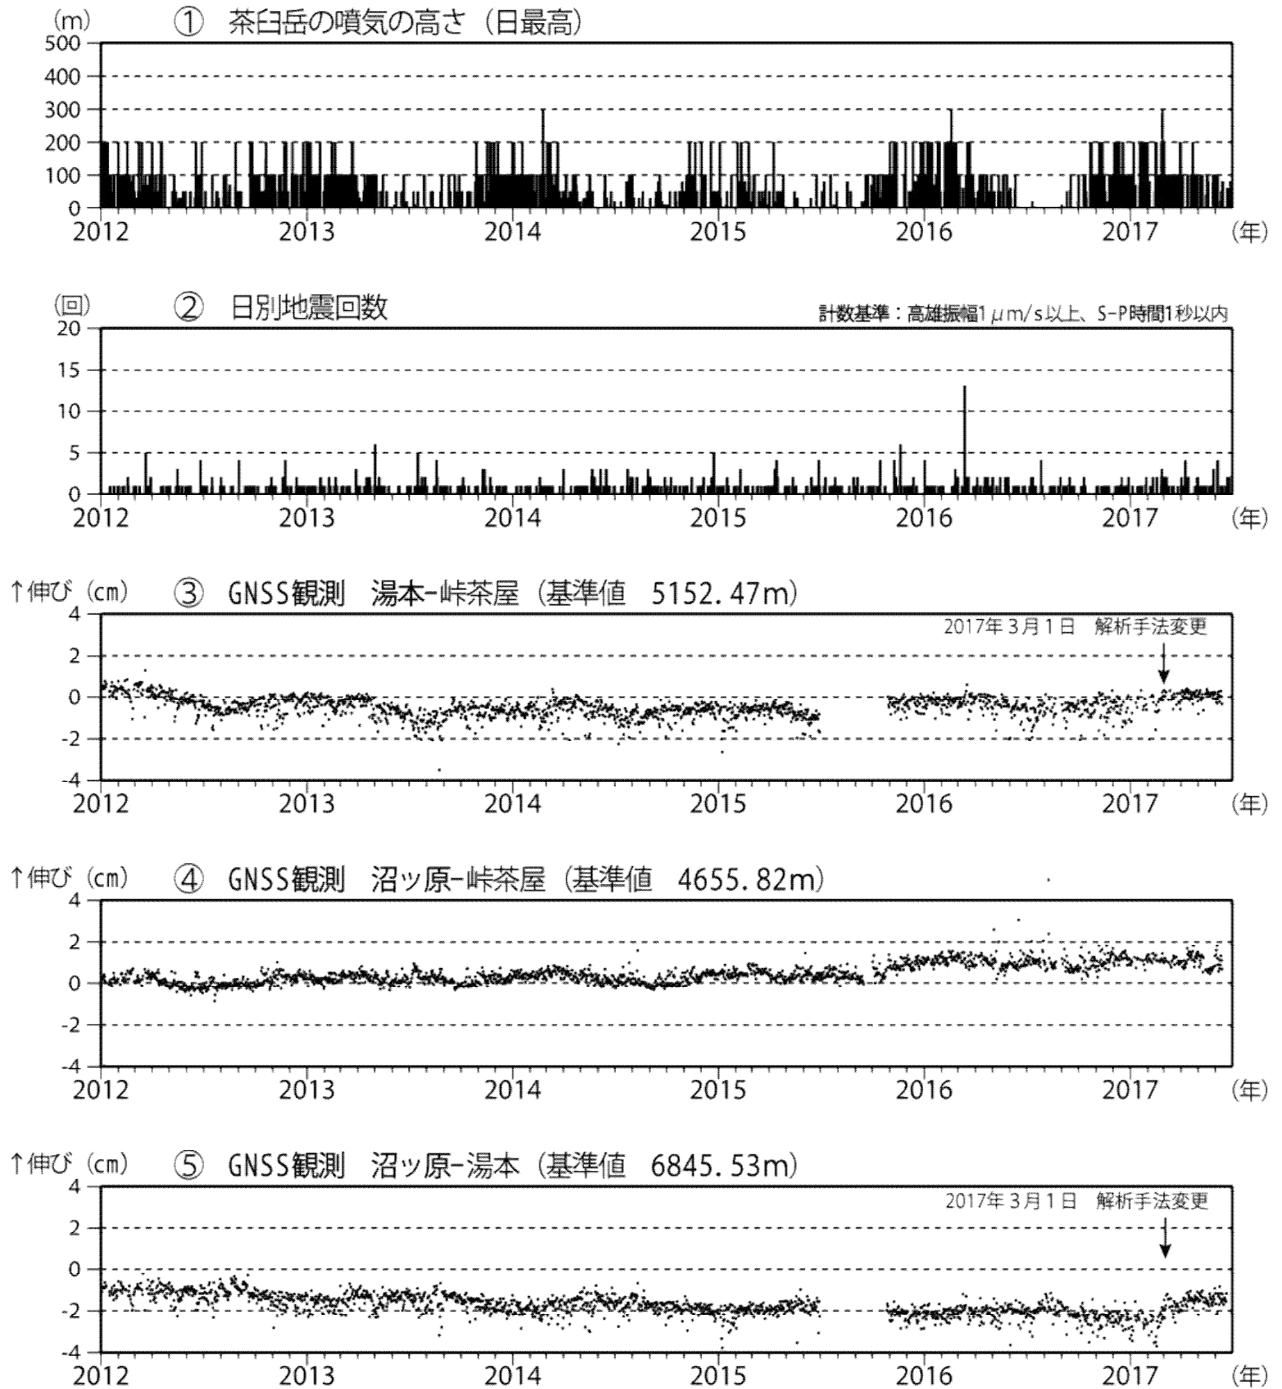 (m) ① 茶臼岳の噴気の高さ（日最高）
500
400
300
200
100
0
2012 2013 2014 2015 2016 2017 (年)
(回) ② 日別地震回数
計数基準：高雄振幅1μm/s以上、S-P時間1秒以内
20
15
10
5
0
2012 2013 2014 2015 2016 2017 (年)
↑伸び（cm） ③ GNSS観測 湯本-峠茶屋（基準値 5152.47m）
2017年3月1日 解析手法変更
4
2
0
-2
-4
2012 2013 2014 2015 2016 2017 (年)
↑伸び（cm） ④ GNSS観測 沼ッ原-峠茶屋（基準値 4655.82m）
4
2
0
-2
-4
2012 2013 2014 2015 2016 2017 (年)
↑伸び（cm） ⑤ GNSS観測 沼ッ原-湯本（基準値 6845.53m）
2017年3月1日 解析手法変更
4
2
0
-2
-4
2012 2013 2014 2015 2016 2017 (年)